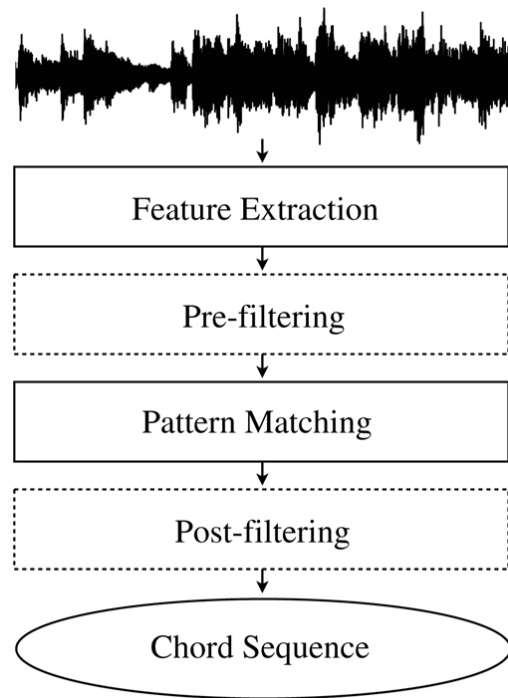 Feature Extraction
Pre-filtering
Pattern Matching
Post-filtering
Chord Sequence